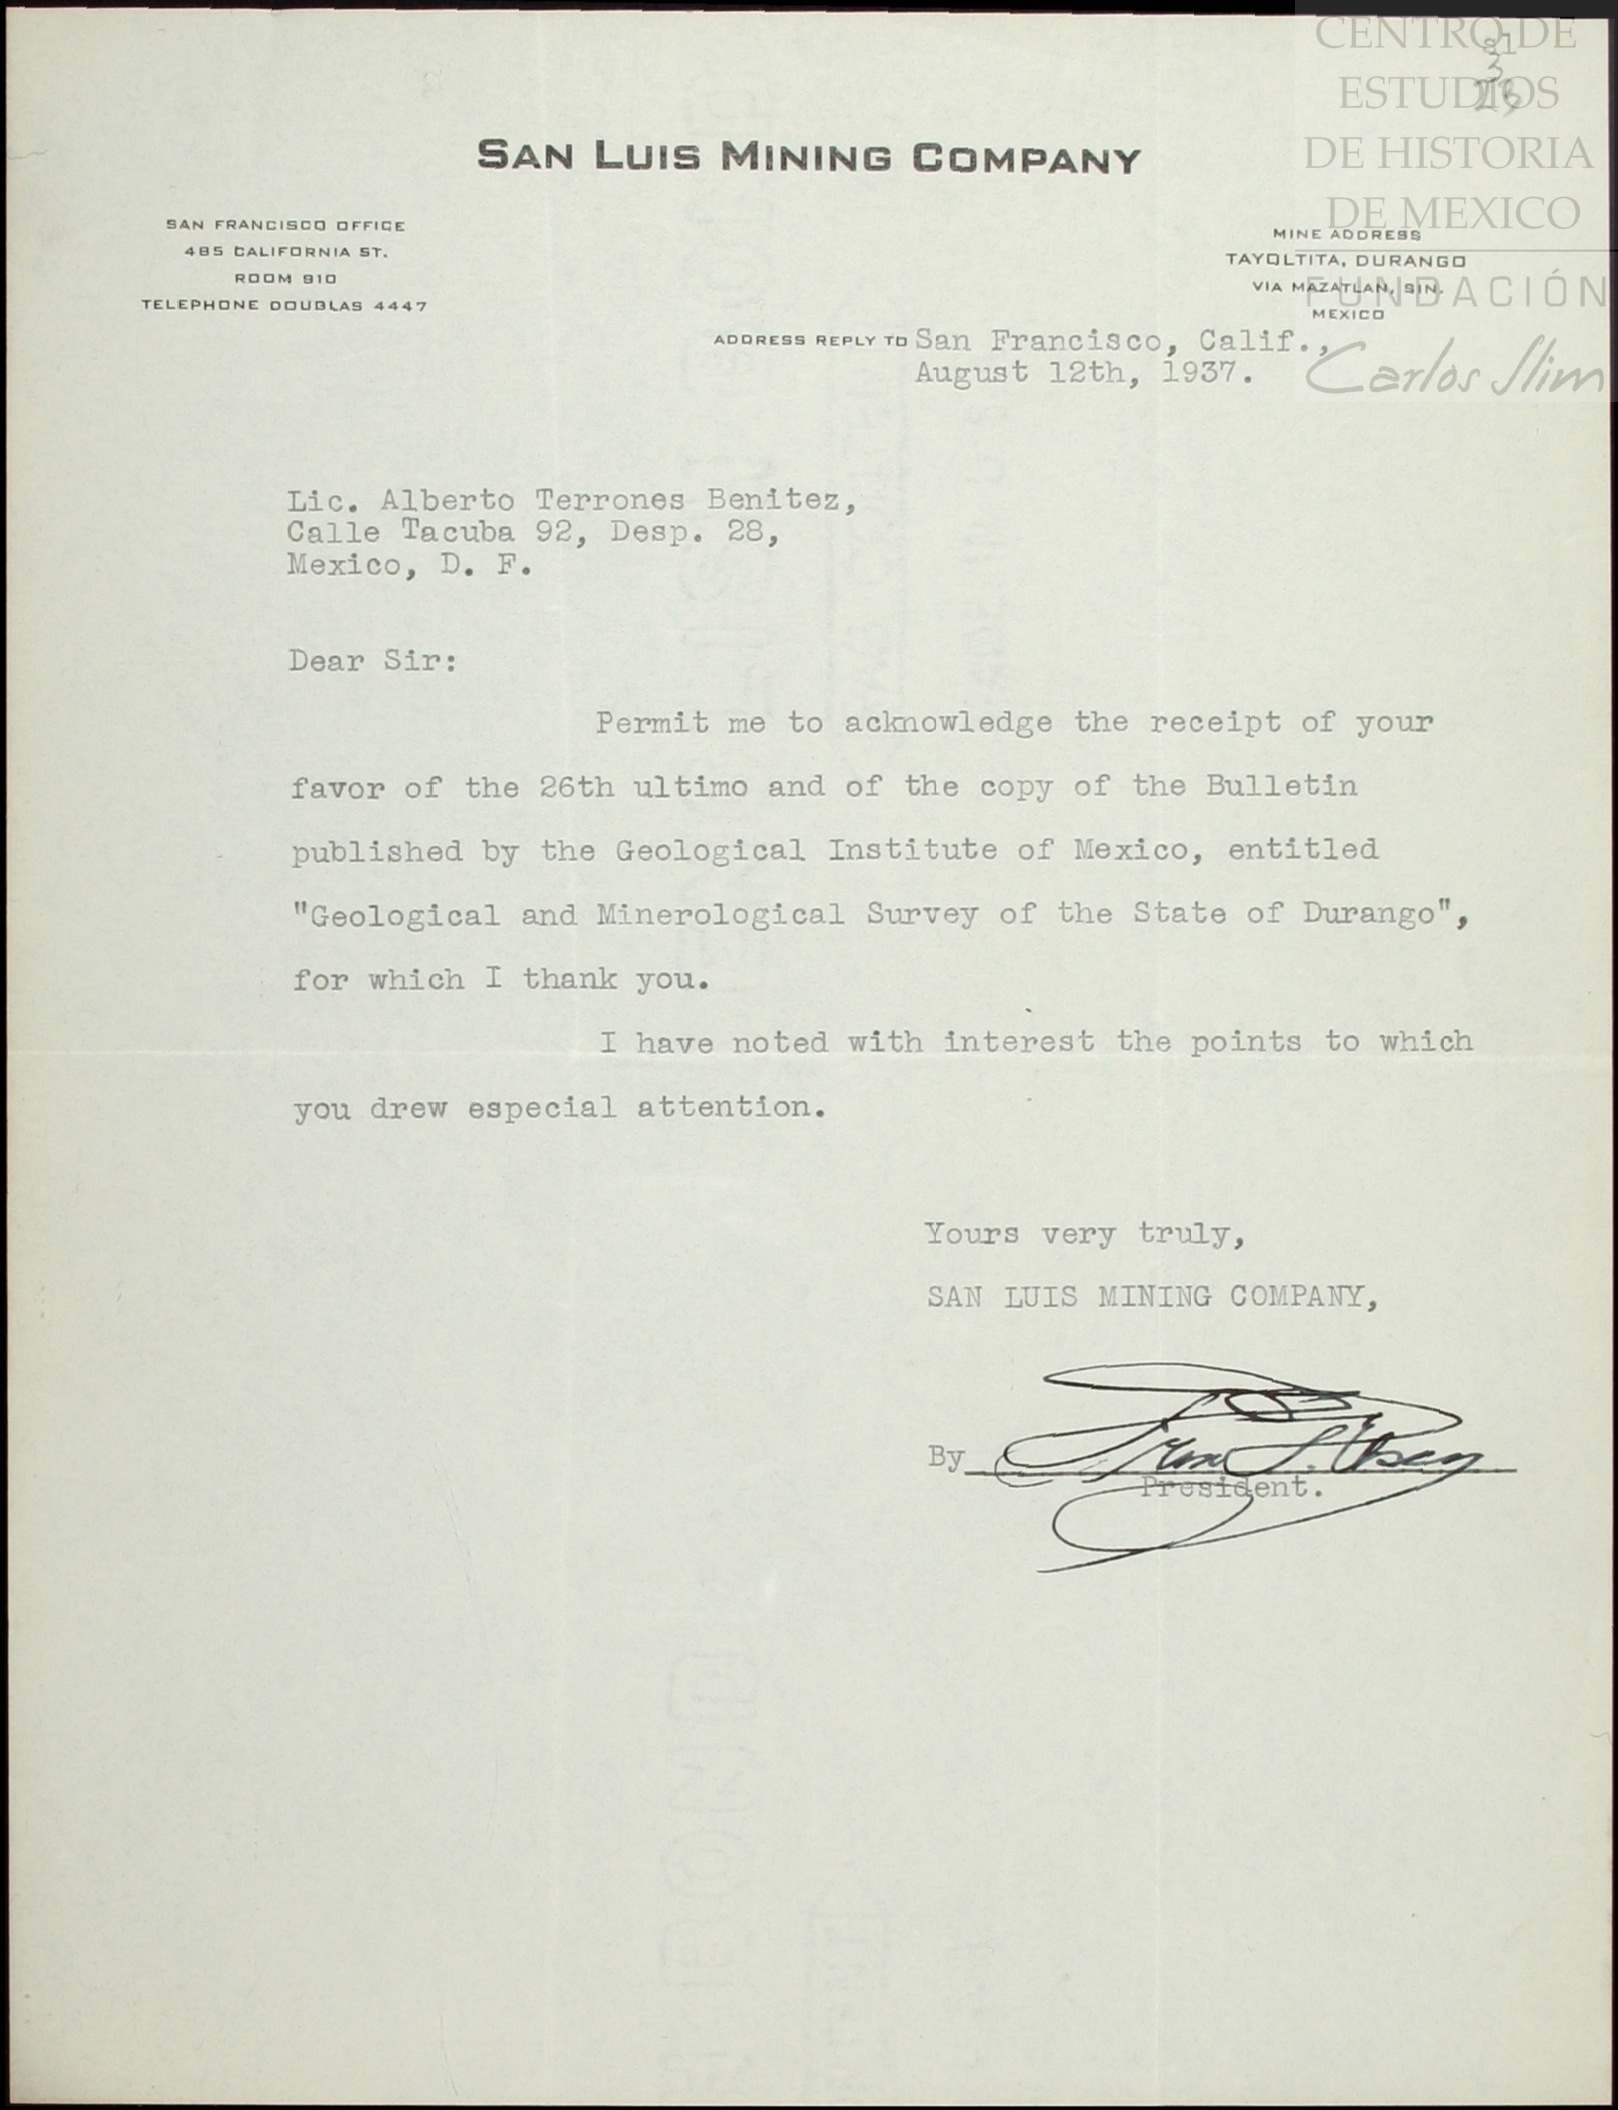 CENTRO DE
ESTUDIOS
DE HISTORIA
DE MEXICO
FUNDACIÓN
Carlos Slim
SAN LUIS MINING COMPANY
SAN FRANCISCO OFFICE
485 CALIFORNIA ST.
ROOM 910
TELEPHONE DOUGLAS 4447
MINE ADDRESS
TAYOLTITA, DURANGO
VIA MAZATLAN, SIN.
MEXICO
ADDRESS REPLY TO San Francisco, Calif.,
August 12th, 1937.
Lic. Alberto Terrones Benitez,
Calle Tacuba 92, Desp. 28,
Mexico, D. F.
Dear Sir:
Permit me to acknowledge the receipt of your
favor of the 26th ultimo and of the copy of the Bulletin
published by the Geological Institute of Mexico, entitled
"Geological and Minerological Survey of the State of Durango",
for which I thank you.
I have noted with interest the points to which
you drew especial attention.
Yours very truly,
SAN LUIS MINING COMPANY,
By
President.